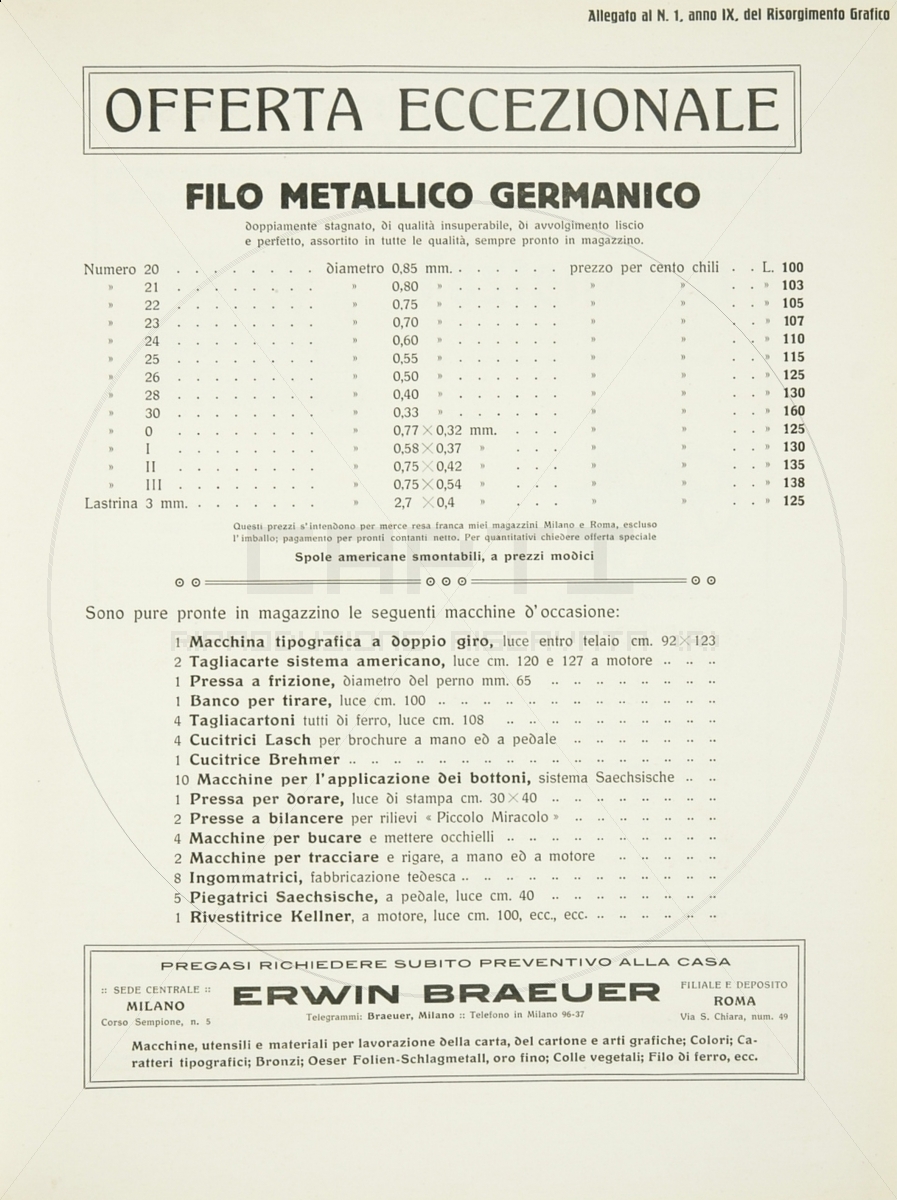 Allegato al N. 1, anno IX, del Risorgimento Grafico
OFFERTA ECCEZIONALE
FILO METALLICO GERMANICO
doppiamente stagnato, di qualità insuperabile, di avvolgimento liscio
e perfetto, assortito in tutte le qualità, sempre pronto in magazzino.
Numero 20 . . . . . . . . diametro 0,85 mm. . . . . . . prezzo per cento chili . . L. 100
» 21 . . . . . . . . » 0,80 » . . . . . . » » . . » 103
» 22 . . . . . . . . » 0,75 » . . . . . . » » . . » 105
» 23 . . . . . . . . » 0,70 » . . . . . . » » . . » 107
» 24 . . . . . . . . » 0,60 » . . . . . . » » . . » 110
» 25 . . . . . . . . » 0,55 » . . . . . . » » . . » 115
» 26 . . . . . . . . » 0,50 » . . . . . . » » . . » 125
» 28 . . . . . . . . » 0,40 » . . . . . . » » . . » 130
» 30 . . . . . . . . » 0,33 » . . . . . . » » . . » 160
» 0 . . . . . . . . » 0,77 × 0,32 mm. . . . » » . . » 125
» I . . . . . . . . » 0,58 × 0,37 » . . . » » . . » 130
» II . . . . . . . . » 0,75 × 0,42 » . . . » » . . » 135
» III . . . . . . . . » 0,75 × 0,54 » . . . » » . . » 138
Lastrina 3 mm. . . . . . . . » 2,7 × 0,4 » . . . » » . . » 125
Questi prezzi s'intendono per merce resa franca miei magazzini Milano e Roma, escluso
l'imballo; pagamento per pronti contanti netto. Per quantitativi chiedere offerta speciale
Spole americane smontabili, a prezzi modici
Sono pure pronte in magazzino le seguenti macchine d'occasione:
1 Macchina tipografica a doppio giro, luce entro telaio cm. 92 × 123
2 Tagliacarte sistema americano, luce cm. 120 e 127 a motore .. .. ..
1 Pressa a frizione, diametro del perno mm. 65 .. .. .. .. .. .. .. ..
1 Banco per tirare, luce cm. 100 .. .. .. .. .. .. .. .. .. .. .. .. ..
4 Tagliacartoni tutti di ferro, luce cm. 108 .. .. .. .. .. .. .. .. .. ..
4 Cucitrici Lasch per brochure a mano ed a pedale .. .. .. .. .. .. ..
1 Cucitrice Brehmer .. .. .. .. .. .. .. .. .. .. .. .. .. .. .. .. ..
10 Macchine per l'applicazione dei bottoni, sistema Saechsische .. ..
1 Pressa per dorare, luce di stampa cm. 30 × 40 .. .. .. .. .. .. .. ..
2 Presse a bilancere per rilievi « Piccolo Miracolo » .. .. .. .. .. .. ..
4 Macchine per bucare e mettere occhielli .. .. .. .. .. .. .. .. .. ..
2 Macchine per tracciare e rigare, a mano ed a motore .. .. .. .. ..
8 Ingommatrici, fabbricazione tedesca .. .. .. .. .. .. .. .. .. .. .. ..
5 Piegatrici Saechsische, a pedale, luce cm. 40 .. .. .. .. .. .. .. ..
1 Rivestitrice Kellner, a motore, luce cm. 100, ecc., ecc. .. .. .. .. .. ..
PREGASI RICHIEDERE SUBITO PREVENTIVO ALLA CASA
:: SEDE CENTRALE ::
MILANO
Corso Sempione, n. 5
ERWIN BRAEUER
Telegrammi: Braeuer, Milano :: Telefono in Milano 96-37
FILIALE E DEPOSITO
ROMA
Via S. Chiara, num. 49
Macchine, utensili e materiali per lavorazione della carta, del cartone e arti grafiche; Colori; Ca-
ratteri tipografici; Bronzi; Oeser Folien-Schlagmetall, oro fino; Colle vegetali; Filo di ferro, ecc.